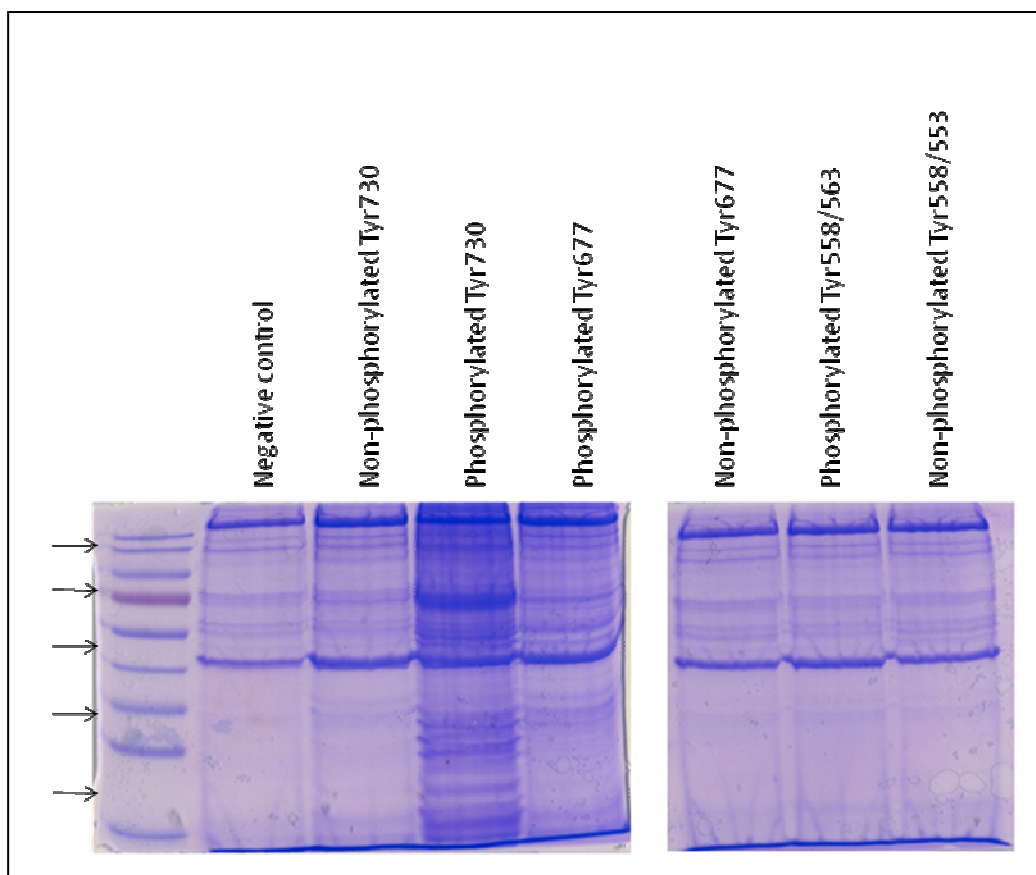 Negative control
Non-phosphorylated Tyr730
Phosphorylated Tyr730
Phosphorylated Tyr677
Non-phosphorylated Tyr677
Phosphorylated Tyr558/563
Non-phosphorylated Tyr558/553